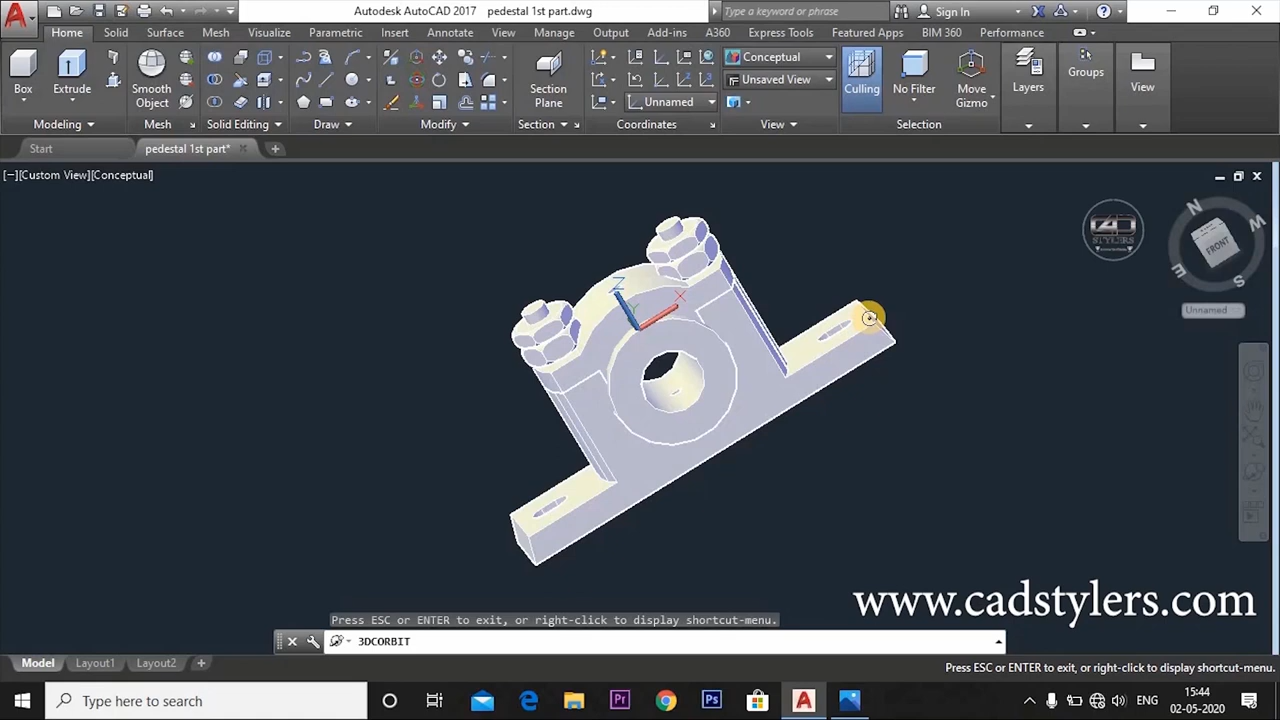 Autodesk AutoCAD 2017 pedestal 1st part.dwg
Type a keyword or phrase
Sign In
Home Solid Surface Mesh Visualize Parametric Insert Annotate View Manage Output Add-ins A360 Express Tools Featured Apps BIM 360 Performance
Box
Extrude
Smooth
Object
Section
Plane
Unnamed
Conceptual
Unsaved View
Culling
No Filter
Move
Gizmo
Layers
Groups
View
Modeling
Mesh
Solid Editing
Draw
Modify
Section
Coordinates
View
Selection
Start
pedestal 1st part*
[−][Custom View][Conceptual]
STYLERS
N
W
FRONT
E
S
Unnamed
Z
X
Y
www.cadstylers.com
Press ESC or ENTER to exit, or right-click to display shortcut-menu.
3DCORBIT
Model Layout1 Layout2
Press ESC or ENTER to exit, or right-click to display shortcut-menu.
Type here to search
Pr
Ps
A
ENG
15:44
02-05-2020